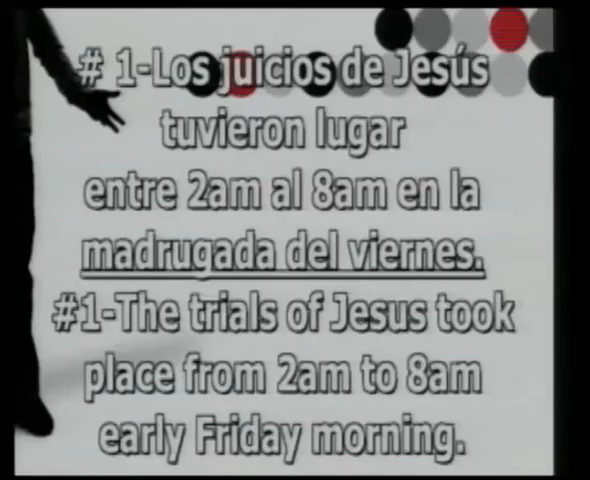 # 1-Los juicios de Jesús
tuvieron lugar
entre 2am al 8am en la
madrugada del viernes.
#1-The trials of Jesus took
place from 2am to 8am
early Friday morning.